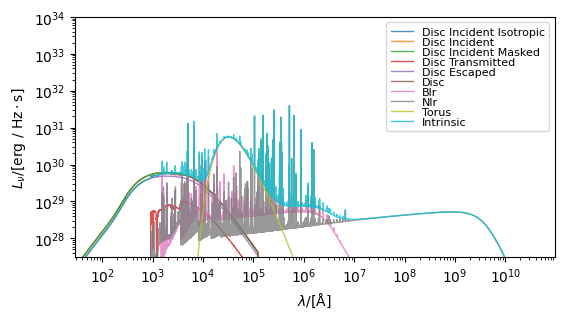 10³⁴
10³³
10³²
10³¹
10³⁰
10²⁹
10²⁸
Lν/[erg / Hz · s]
Disc Incident Isotropic
Disc Incident
Disc Incident Masked
Disc Transmitted
Disc Escaped
Disc
Blr
Nlr
Torus
Intrinsic
10² 10³ 10⁴ 10⁵ 10⁶ 10⁷ 10⁸ 10⁹ 10¹⁰
λ/[Å]